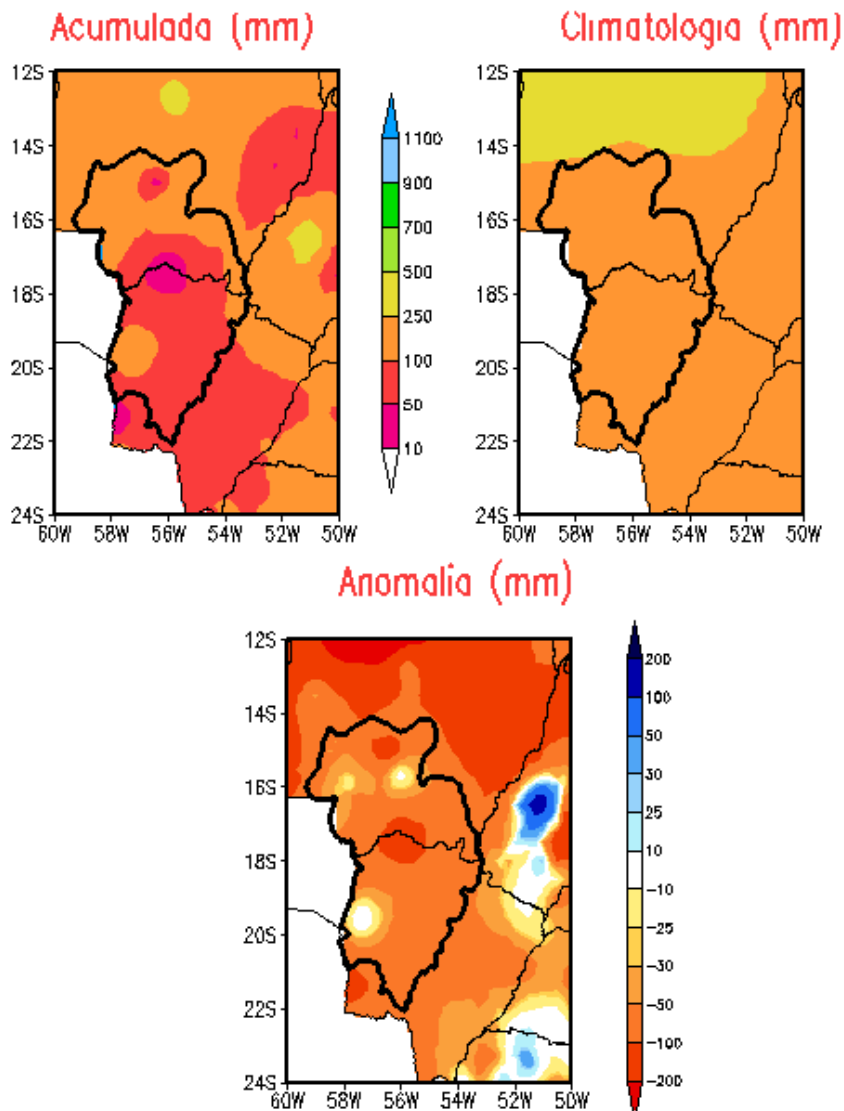 Acumulada (mm)
Climatologia (mm)
12S
14S
16S
18S
20S
22S
24S
60W 58W 56W 54W 52W 50W
1100
900
700
500
250
100
50
10
12S
14S
16S
18S
20S
22S
24S
60W 58W 56W 54W 52W 50W
Anomalia (mm)
12S
14S
16S
18S
20S
22S
24S
60W 58W 56W 54W 52W 50W
200
100
50
30
25
10
-10
-25
-30
-50
-100
-200